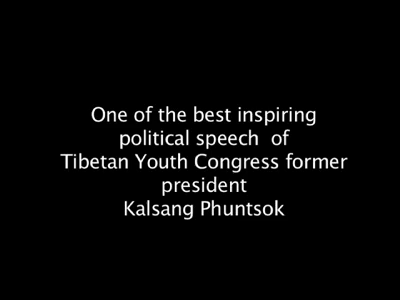 One of the best inspiring
political speech  of
Tibetan Youth Congress former
president
Kalsang Phuntsok